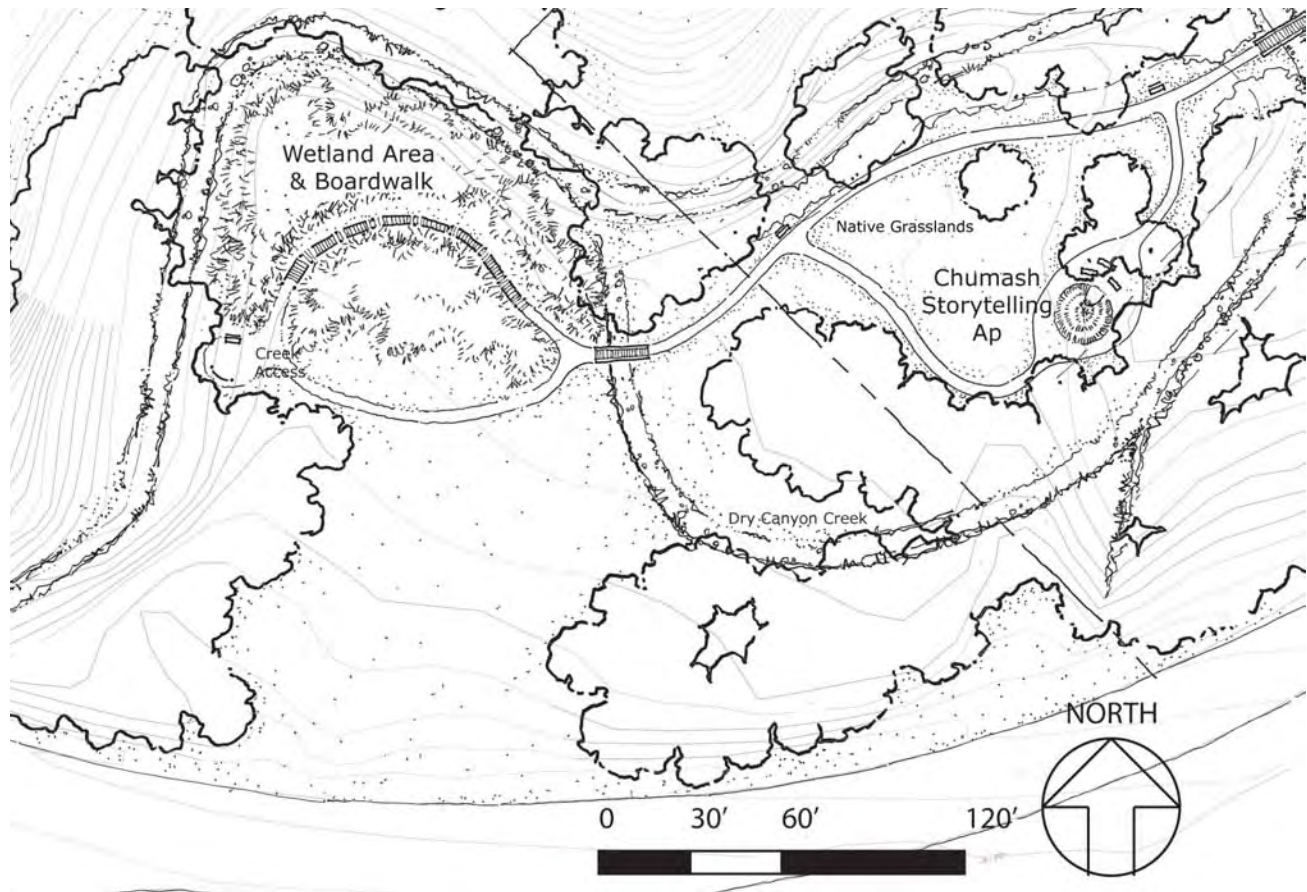 Wetland Area
& Boardwalk
Native Grasslands
Chumash
Storytelling
Ap
Creek
Access
Dry Canyon Creek
NORTH
0 30’ 60’ 120’